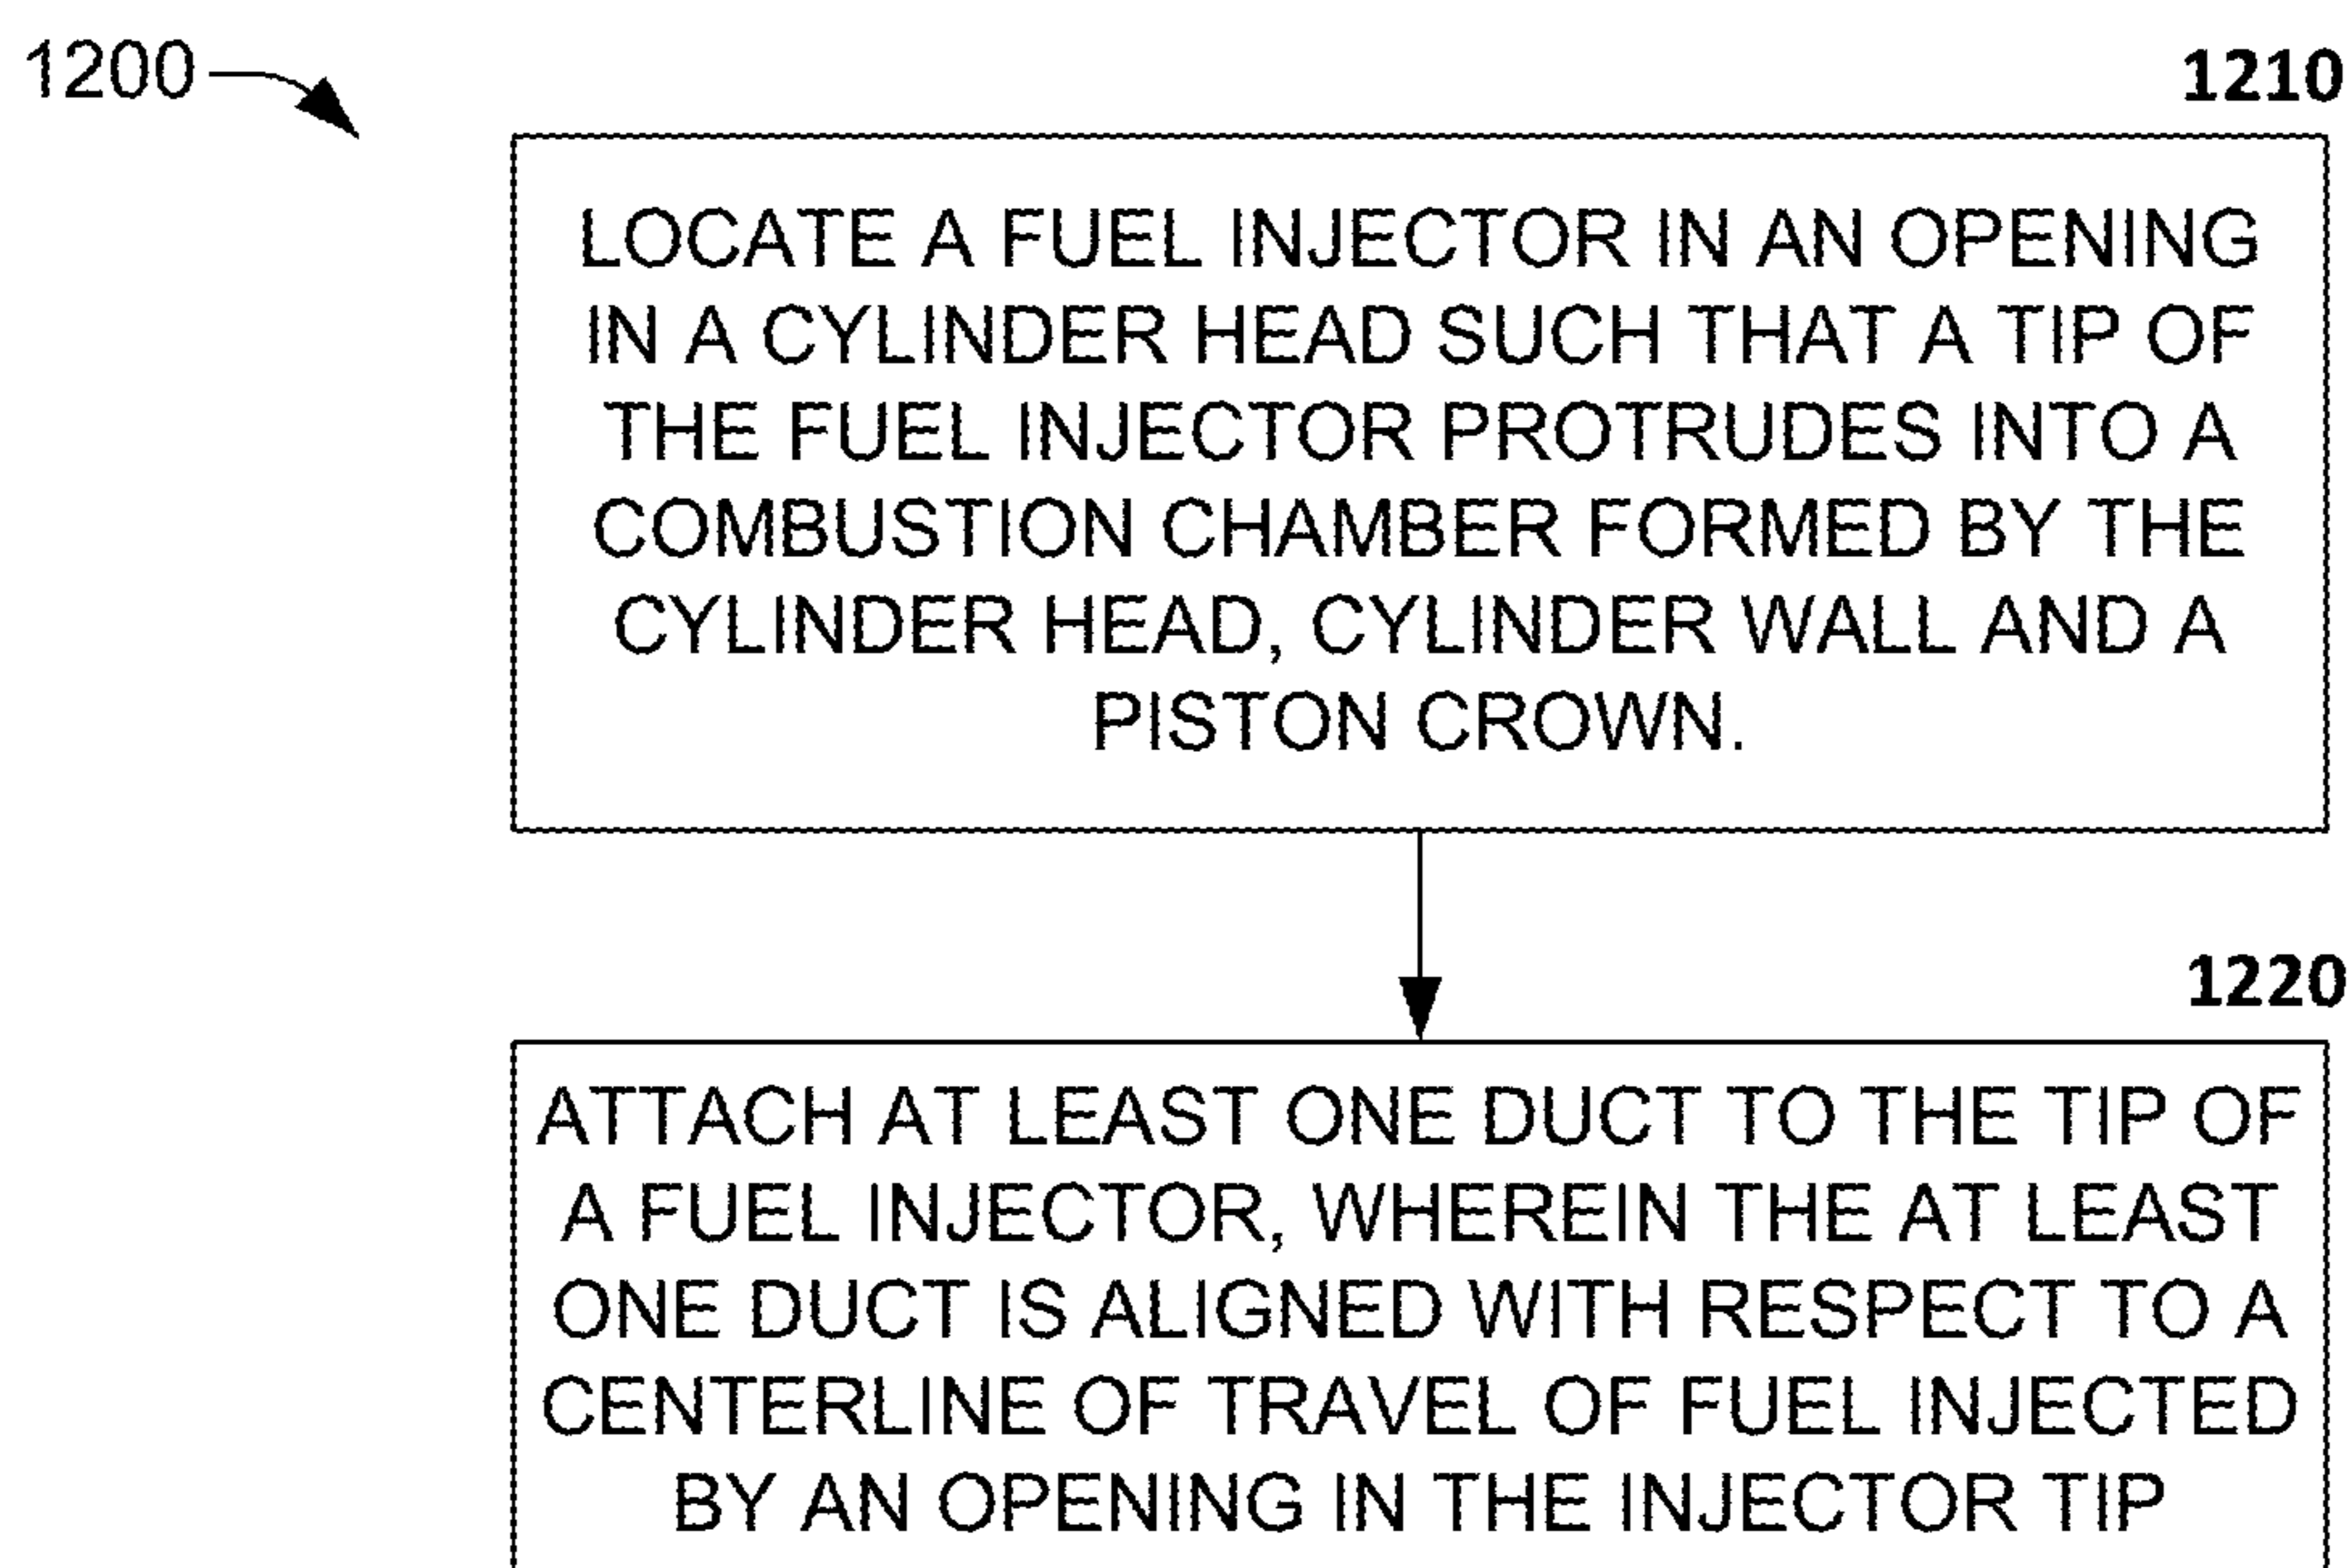 1200
1210
LOCATE A FUEL INJECTOR IN AN OPENING
IN A CYLINDER HEAD SUCH THAT A TIP OF
THE FUEL INJECTOR PROTRUDES INTO A
COMBUSTION CHAMBER FORMED BY THE
CYLINDER HEAD, CYLINDER WALL AND A
PISTON CROWN.
1220
ATTACH AT LEAST ONE DUCT TO THE TIP OF
A FUEL INJECTOR, WHEREIN THE AT LEAST
ONE DUCT IS ALIGNED WITH RESPECT TO A
CENTERLINE OF TRAVEL OF FUEL INJECTED
BY AN OPENING IN THE INJECTOR TIP